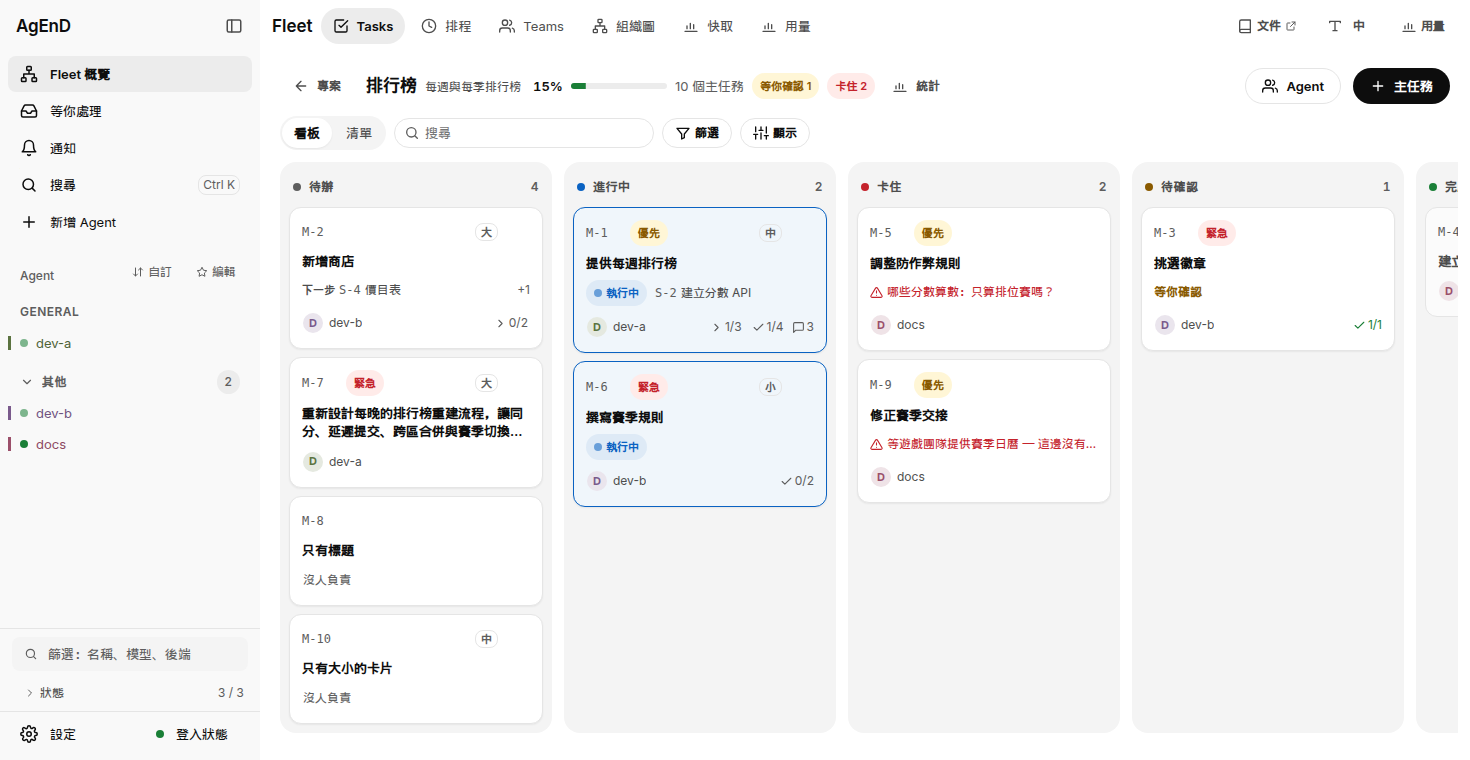 AgEnD
Fleet 概覽
等你處理
通知
搜尋 Ctrl K
新增 Agent
Agent 自訂 編輯
GENERAL
dev-a
其他 2
dev-b
docs
篩選：名稱、模型、後端
狀態 3 / 3
設定 登入狀態
Fleet Tasks 排程 Teams 組織圖 快取 用量 文件 中 用量
專案 排行榜 每週與每季排行榜 15% 10 個主任務 等你確認 1 卡住 2 統計 Agent 主任務
看板 清單 搜尋 篩選 顯示
待辦 4
M-2 大
新增商店
下一步 S-4 價目表 +1
D dev-b 0/2
M-7 緊急 大
重新設計每晚的排行榜重建流程，讓同
分、延遲提交、跨區合併與賽季切換...
D dev-a
M-8
只有標題
沒人負責
M-10 中
只有大小的卡片
沒人負責
進行中 2
M-1 優先 中
提供每週排行榜
執行中 S-2 建立分數 API
D dev-a 1/3 1/4 3
M-6 緊急 小
撰寫賽季規則
執行中
D dev-b 0/2
卡住 2
M-5 優先
調整防作弊規則
哪些分數算數：只算排位賽嗎？
D docs
M-9 優先
修正賽季交接
等遊戲團隊提供賽季日曆 — 這邊沒有...
D docs
待確認 1
M-3 緊急
挑選徽章
等你確認
D dev-b 1/1
完
M-4
建立
D